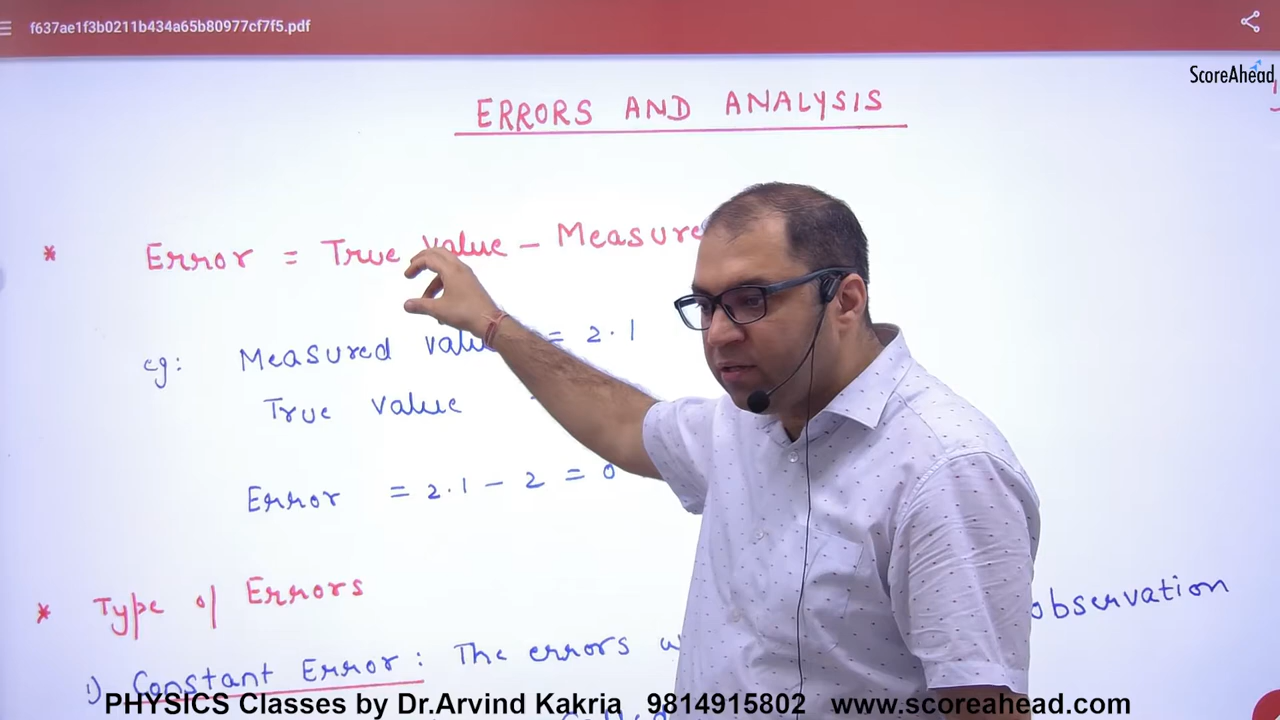 f637ae1f3b0211b434a65b80977cf7f5.pdf
ScoreAhead
ERRORS AND ANALYSIS
* Error = True value - Measure
eg: Measured value = 2.1
True value
Error = 2.1 - 2 = 0
* Type of Errors
1) Constant Error : The errors observation
PHYSICS Classes by Dr.Arvind Kakria 9814915802 www.scoreahead.com